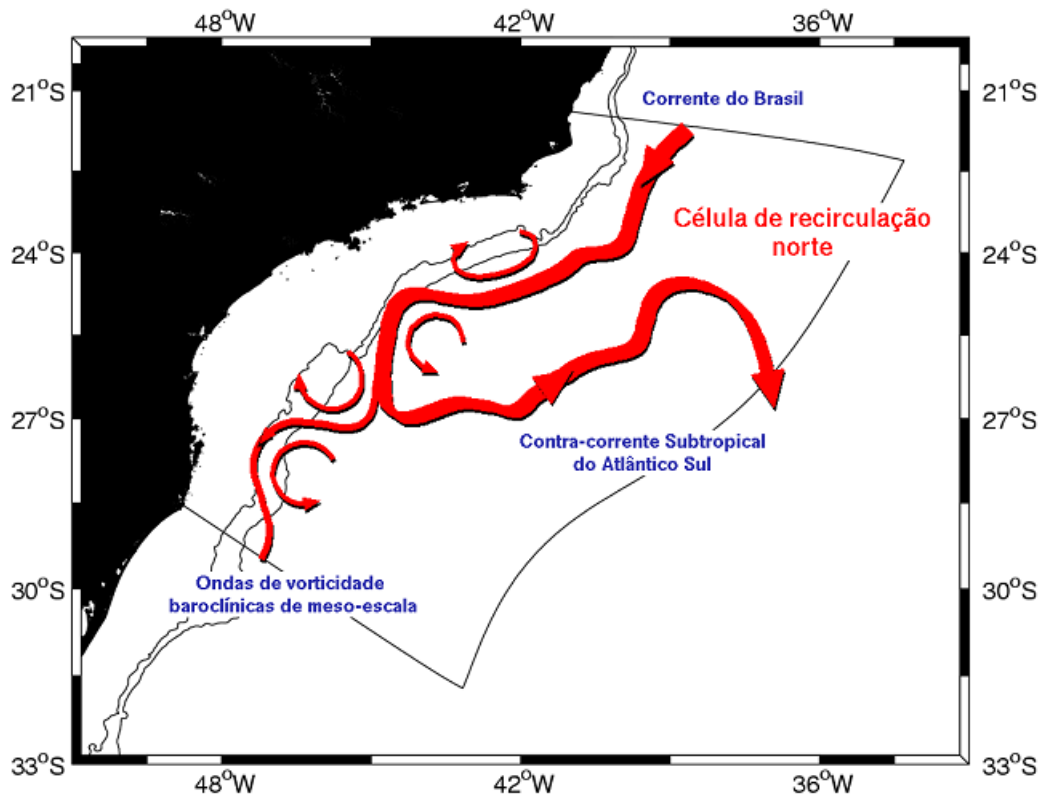 48°W 42°W 36°W
21°S 21°S
Corrente do Brasil
Célula de recirculação
norte
24°S 24°S
27°S 27°S
Contra-corrente Subtropical
do Atlântico Sul
Ondas de vorticidade
baroclínicas de meso-escala
30°S 30°S
33°S 33°S
48°W 42°W 36°W